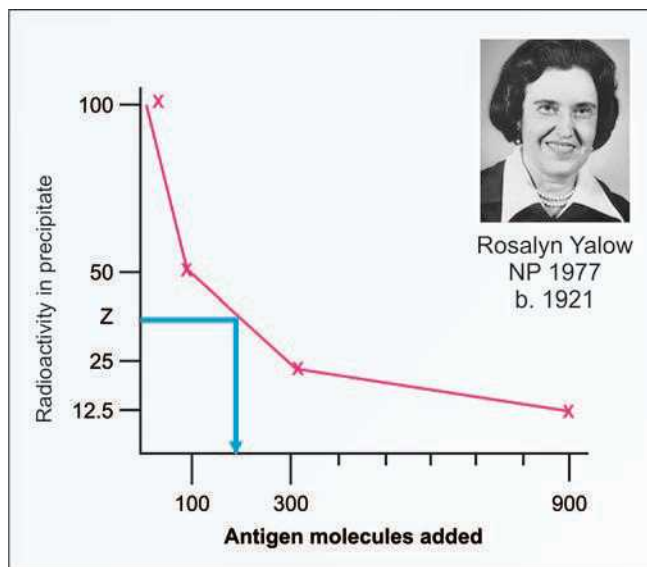 100
50
Z
25
12.5
Radioactivity in precipitate
100 300 900
Antigen molecules added
Rosalyn Yalow
NP 1977
b. 1921